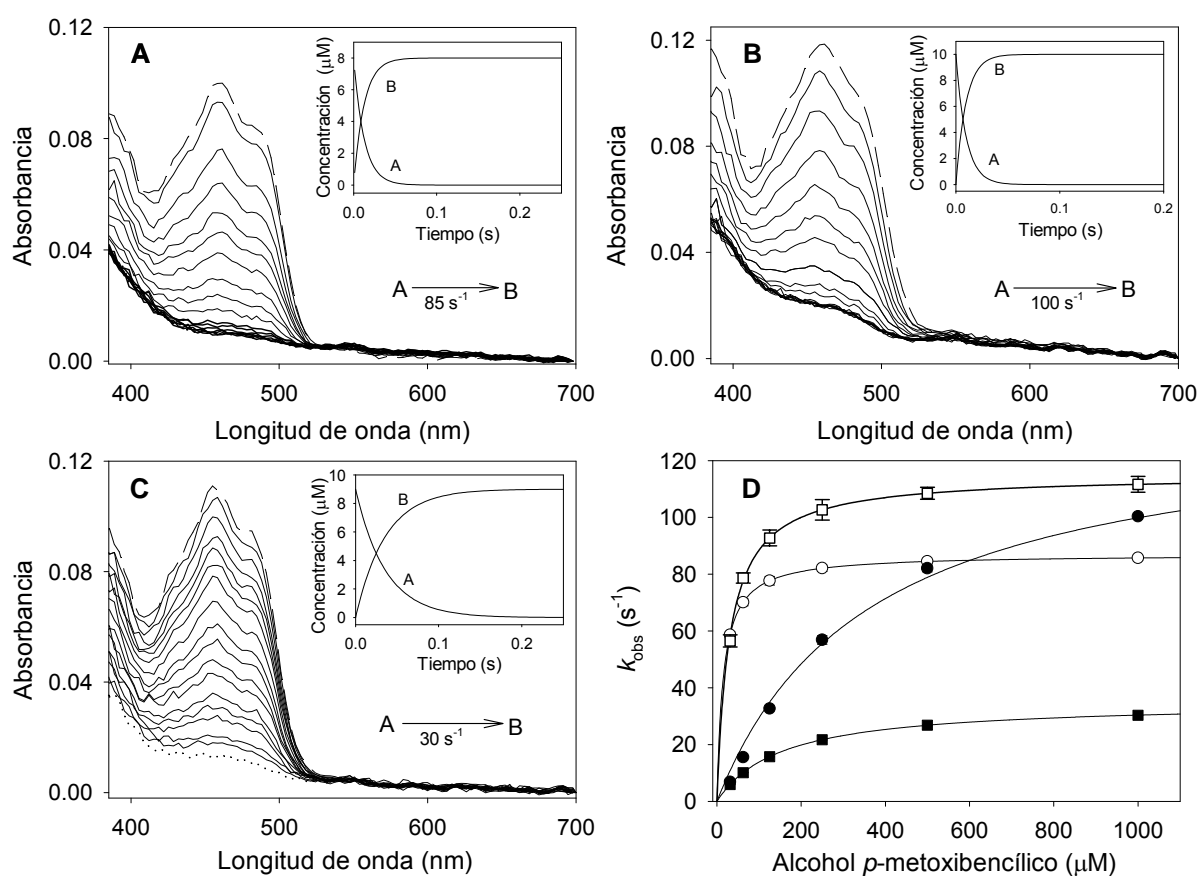 A
Absorbancia
0.12
0.08
0.04
0.00
400
500
600
700
Longitud de onda (nm)
Concentración (μM)
8
6
4
2
0
0.0
0.1
0.2
Tiempo (s)
B
A
A
B
85 s-1
B
Absorbancia
0.12
0.08
0.04
0.00
400
500
600
700
Longitud de onda (nm)
Concentración (μM)
10
8
6
4
2
0
0.0
0.1
0.2
Tiempo (s)
B
A
A
B
100 s-1
C
Absorbancia
0.12
0.08
0.04
0.00
400
500
600
700
Longitud de onda (nm)
Concentración (μM)
10
8
6
4
2
0
0.0
0.1
0.2
Tiempo (s)
B
A
A
B
30 s-1
D
kobs (s-1)
120
100
80
60
40
20
0
0
200
400
600
800
1000
Alcohol p-metoxibencílico (μM)